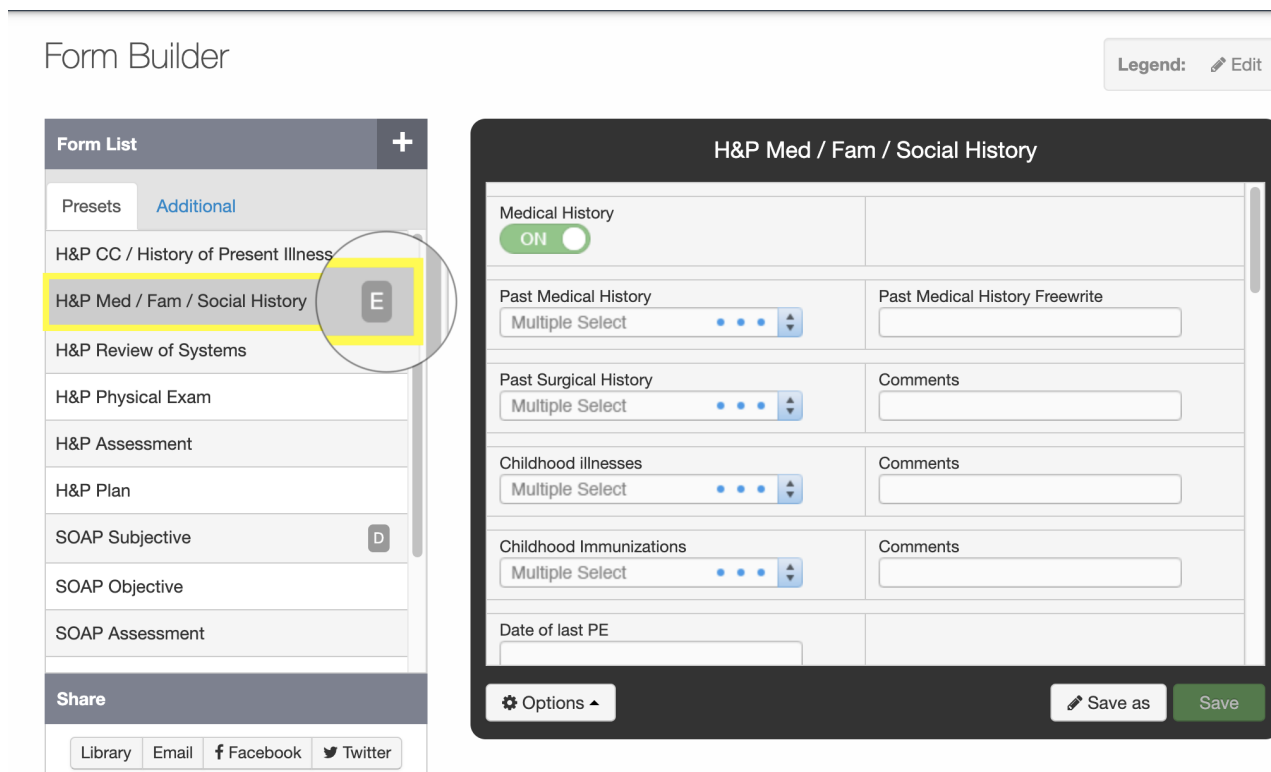 Form Builder
Legend: Edit
Form List +
Presets Additional
H&P CC / History of Present Illness
H&P Med / Fam / Social History E
H&P Review of Systems
H&P Physical Exam
H&P Assessment
H&P Plan
SOAP Subjective D
SOAP Objective
SOAP Assessment
Share
Library Email Facebook Twitter
H&P Med / Fam / Social History
Medical History
ON
Past Medical History Past Medical History Freewrite
Multiple Select
Past Surgical History Comments
Multiple Select
Childhood illnesses Comments
Multiple Select
Childhood Immunizations Comments
Multiple Select
Date of last PE
Options Save as Save